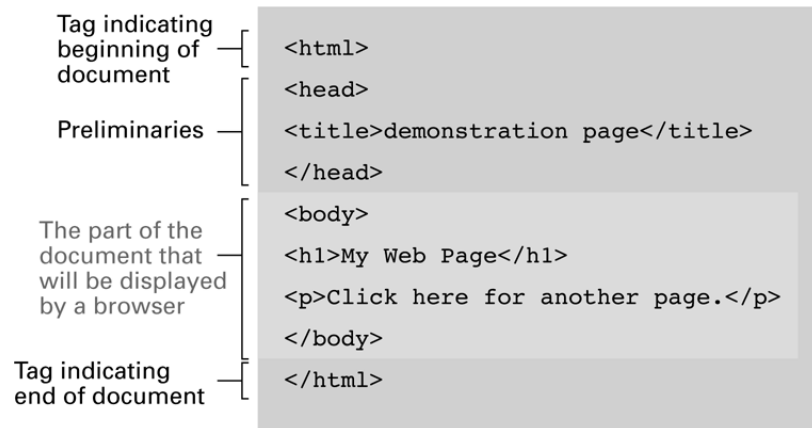 Tag indicating
beginning of
document
<html>
<head>
Preliminaries
<title>demonstration page</title>
</head>
<body>
The part of the
document that
will be displayed
by a browser
<h1>My Web Page</h1>
<p>Click here for another page.</p>
</body>
Tag indicating
end of document
</html>